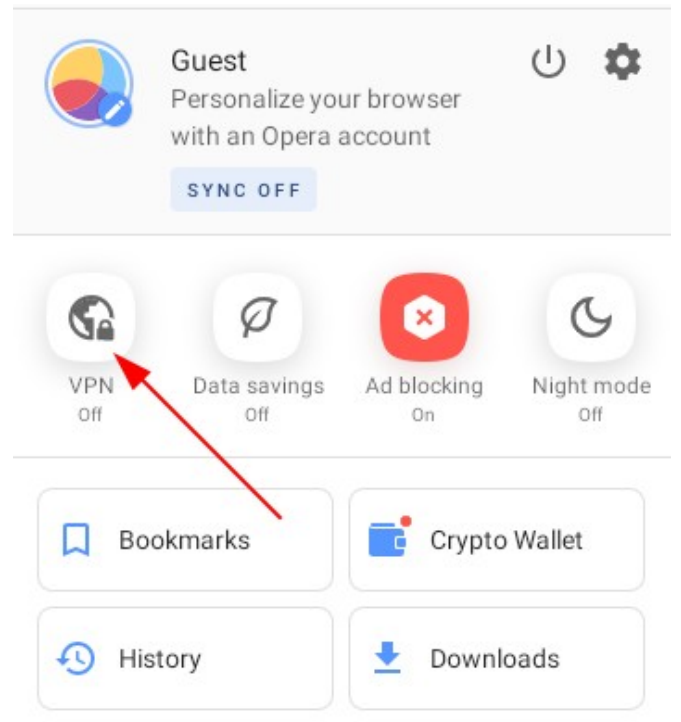 Guest
Personalize your browser
with an Opera account
SYNC OFF
VPN
Off
Data savings
Off
Ad blocking
On
Night mode
Off
Bookmarks
Crypto Wallet
History
Downloads